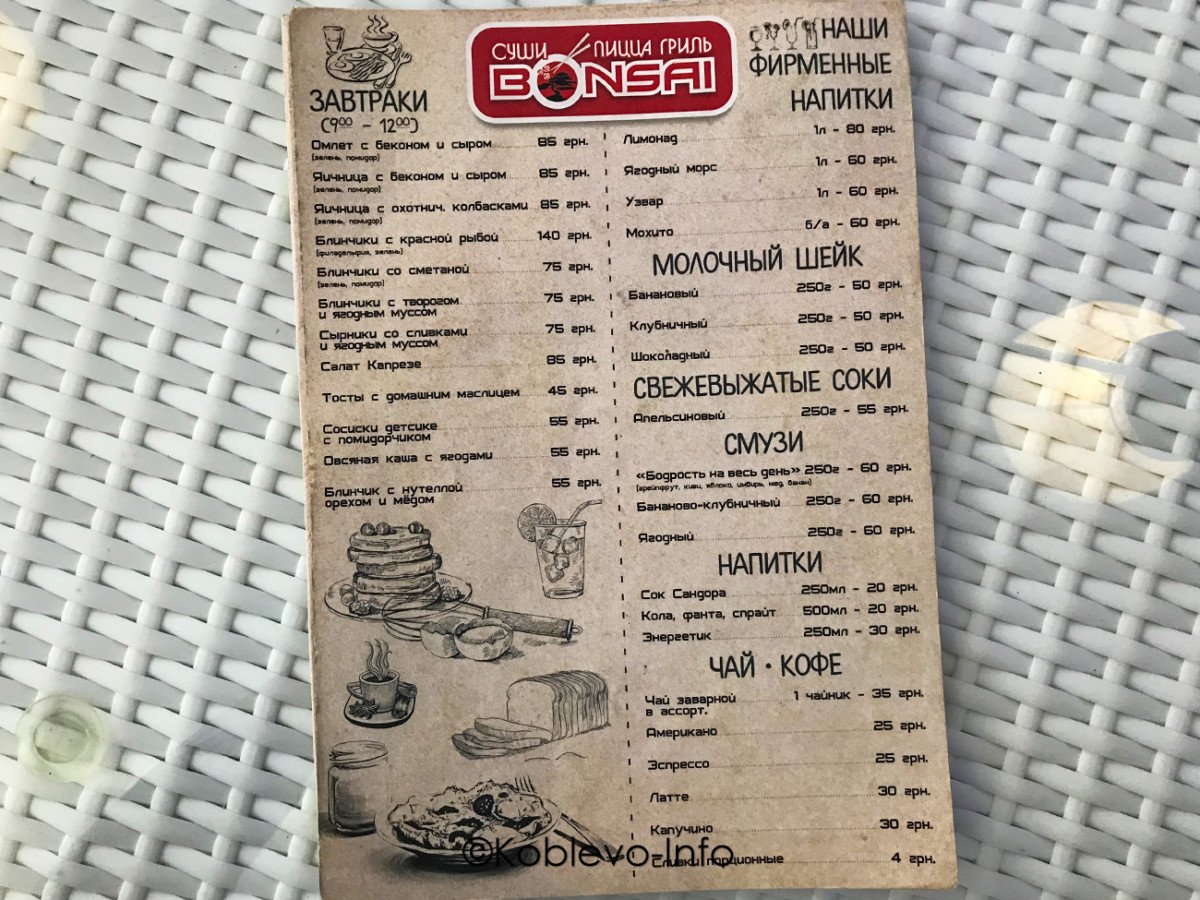 СУШИ ПИЦЦА ГРИЛЬ
BONSAI
ЗАВТРАКИ
(9⁰⁰ - 12⁰⁰)
Омлет с беконом и сыром 85 грн.
(зелень, помидор)
Яичница с беконом и сыром 85 грн.
(зелень, помидор)
Яичница с охотнич. колбасками 85 грн.
(зелень, помидор)
Блинчики с красной рыбой 140 грн.
(филадельфия, зелень)
Блинчики со сметаной 75 грн.
(зелень, помидор)
Блинчики с творогом 75 грн.
и ягодным муссом
Сырники со сливками 75 грн.
и ягодным муссом
Салат Капрезе 85 грн.
Тосты с домашним маслицем 45 грн.
Сосиски детсике 55 грн.
с помидорчиком
Овсяная каша с ягодами 55 грн.
Блинчик с нутеллой 55 грн.
орехом и мёдом
НАШИ
ФИРМЕННЫЕ
НАПИТКИ
Лимонад 1л - 80 грн.
Ягодный морс 1л - 60 грн.
Узвар 1л - 60 грн.
Мохито б/а - 60 грн.
МОЛОЧНЫЙ ШЕЙК
Банановый 250г - 50 грн.
Клубничный 250г - 50 грн.
Шоколадный 250г - 50 грн.
СВЕЖЕВЫЖАТЫЕ СОКИ
Апельсиновый 250г - 55 грн.
СМУЗИ
«Бодрость на весь день» 250г - 60 грн.
(грейпфрут, киви, яблоко, имбирь, мед, банан)
Бананово-клубничный 250г - 60 грн.
Ягодный 250г - 60 грн.
НАПИТКИ
Сок Сандора 250мл - 20 грн.
Кола, фанта, спрайт 500мл - 20 грн.
Энергетик 250мл - 30 грн.
ЧАЙ • КОФЕ
Чай заварной 1 чайник - 35 грн.
в ассорт.
Американо 25 грн.
Эспрессо 25 грн.
Латте 30 грн.
Капучино 30 грн.
Сливки порционные 4 грн.
©Koblevo-Info